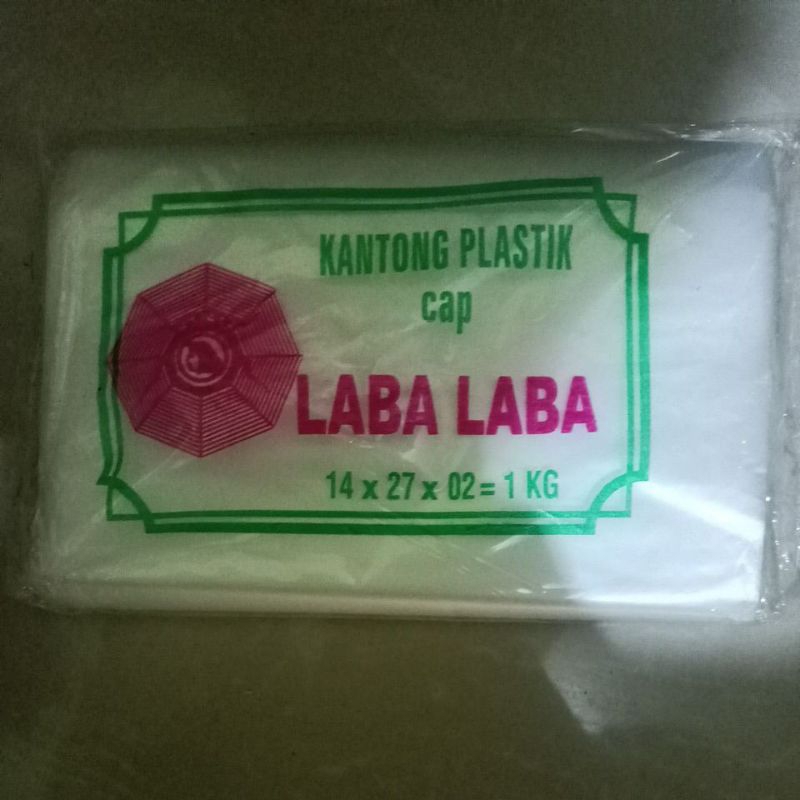 KANTONG PLASTIK
cap
LABA LABA
14 x 27 x 02 = 1 KG